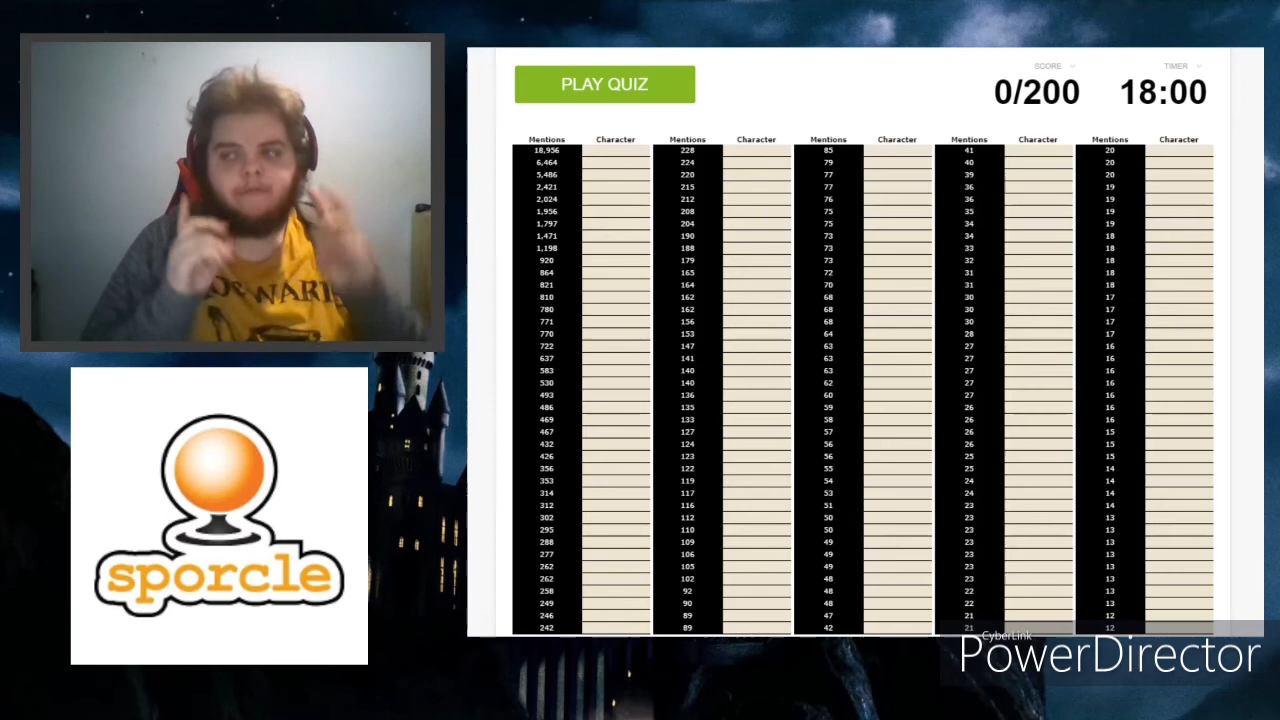 PLAY QUIZ
SCORE
TIMER
0/200
18:00
Mentions Character Mentions Character Mentions Character Mentions Character Mentions Character
18,956 228 85 41 20
6,464 224 79 40 20
5,486 220 77 39 20
2,421 215 77 36 19
2,024 212 76 36 19
1,956 208 75 35 19
1,797 204 75 34 19
1,471 190 73 34 18
1,198 188 73 33 18
920 179 73 32 18
864 165 72 31 18
821 164 70 31 18
810 162 68 30 17
780 162 68 30 17
771 156 68 30 17
770 153 64 28 17
722 147 63 27 16
637 141 63 27 16
583 140 63 27 16
530 140 62 27 16
493 136 60 27 16
486 135 59 26 16
469 133 58 26 16
467 127 57 26 15
432 124 56 26 15
426 123 56 25 15
356 122 55 25 14
353 119 54 24 14
314 117 53 24 14
312 116 51 23 14
302 112 50 23 13
295 110 50 23 13
288 109 49 23 13
277 106 49 23 13
262 105 49 23 13
262 102 48 23 13
258 92 48 22 13
249 90 48 22 13
246 89 47 21 12
242 89 42 21 12
sporcle
CyberLink
PowerDirector